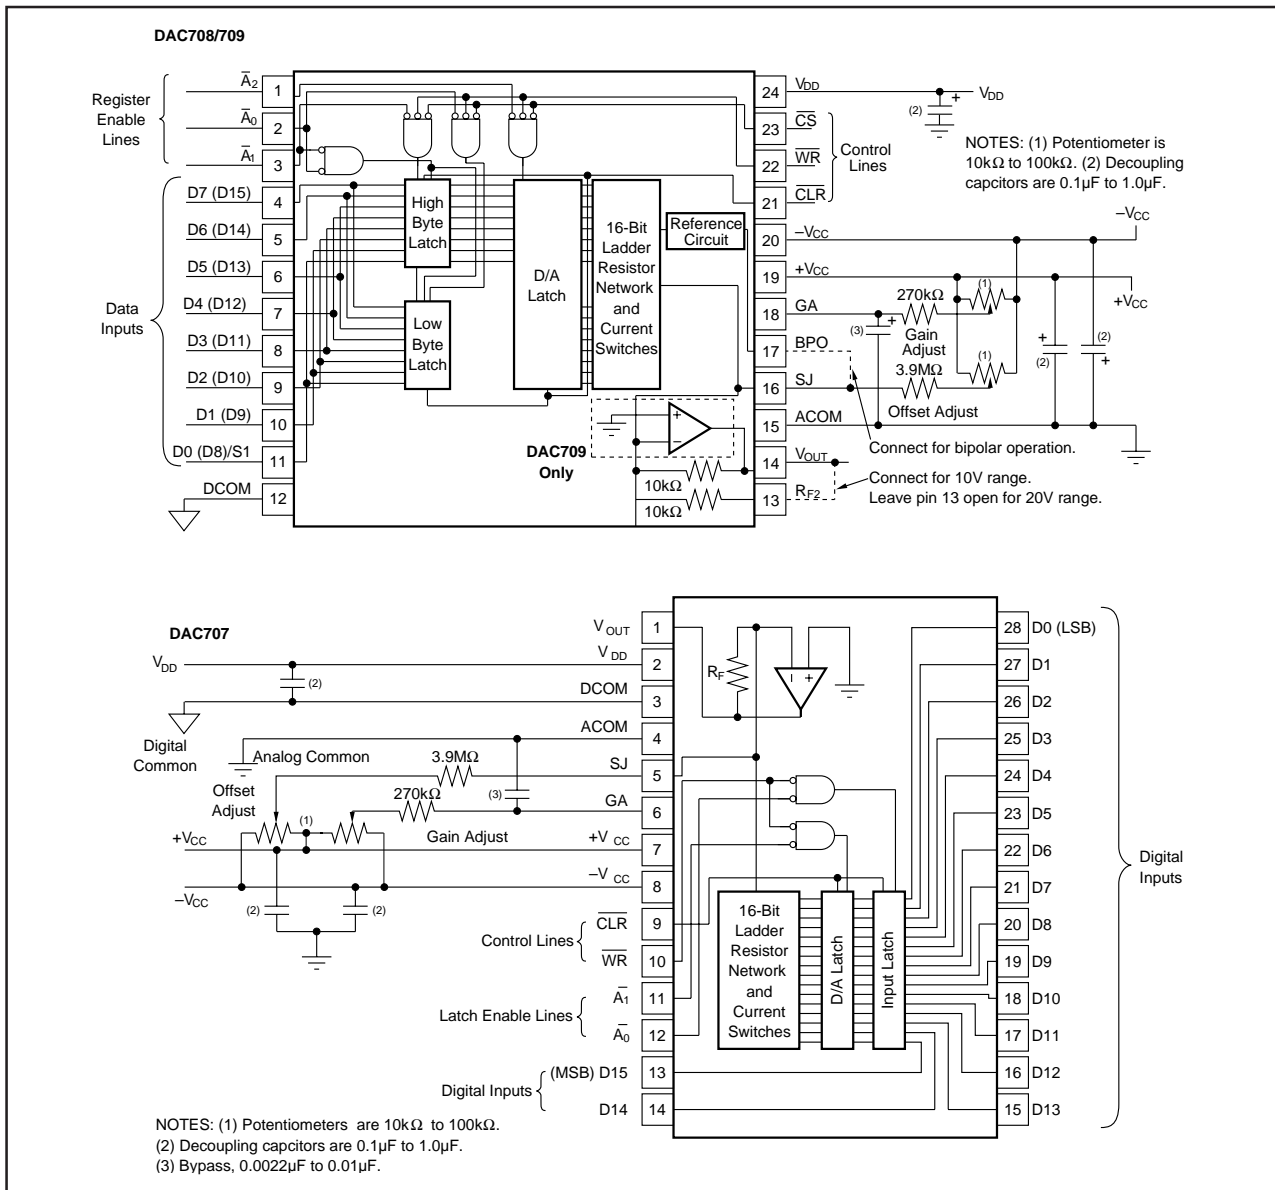 DAC708/709
Register
Enable
Lines
A̅2
A̅0
A̅1
1
2
3
Data
Inputs
D7 (D15)
D6 (D14)
D5 (D13)
D4 (D12)
D3 (D11)
D2 (D10)
D1 (D9)
D0 (D8)/S1
DCOM
4
5
6
7
8
9
10
11
12
High
Byte
Latch
Low
Byte
Latch
D/A
Latch
16-Bit
Ladder
Resistor
Network
and
Current
Switches
Reference
Circuit
DAC709
Only
+
–
10kΩ
10kΩ
24
23
22
21
20
19
18
17
16
15
14
13
VDD
C̅S̅
W̅R̅
C̅L̅R̅
–VCC
+VCC
GA
BPO
SJ
ACOM
VOUT
RF2
Control
Lines
(2)
+
VDD
NOTES: (1) Potentiometer is
10kΩ to 100kΩ. (2) Decoupling
capcitors are 0.1µF to 1.0µF.
–VCC
+VCC
270kΩ
(1)
(3)
+
Gain
Adjust
3.9MΩ
(1)
Offset Adjust
+
(2)
(2)
+
Connect for bipolar operation.
Connect for 10V range.
Leave pin 13 open for 20V range.
DAC707
VOUT
VDD
DCOM
ACOM
SJ
GA
+VCC
–VCC
C̅L̅R̅
W̅R̅
A̅1
A̅0
(MSB) D15
D14
1
2
3
4
5
6
7
8
9
10
11
12
13
14
VDD
(2)
Digital
Common
Analog Common
3.9MΩ
Offset
Adjust
270kΩ
(3)
(1)
Gain Adjust
+VCC
–VCC
(2)
(2)
Control Lines
Latch Enable Lines
Digital Inputs
RF
–
+
16-Bit
Ladder
Resistor
Network
and
Current
Switches
D/A Latch
Input Latch
28 D0 (LSB)
27 D1
26 D2
25 D3
24 D4
23 D5
22 D6
21 D7
20 D8
19 D9
18 D10
17 D11
16 D12
15 D13
Digital
Inputs
NOTES: (1) Potentiometers are 10kΩ to 100kΩ.
(2) Decoupling capcitors are 0.1µF to 1.0µF.
(3) Bypass, 0.0022µF to 0.01µF.